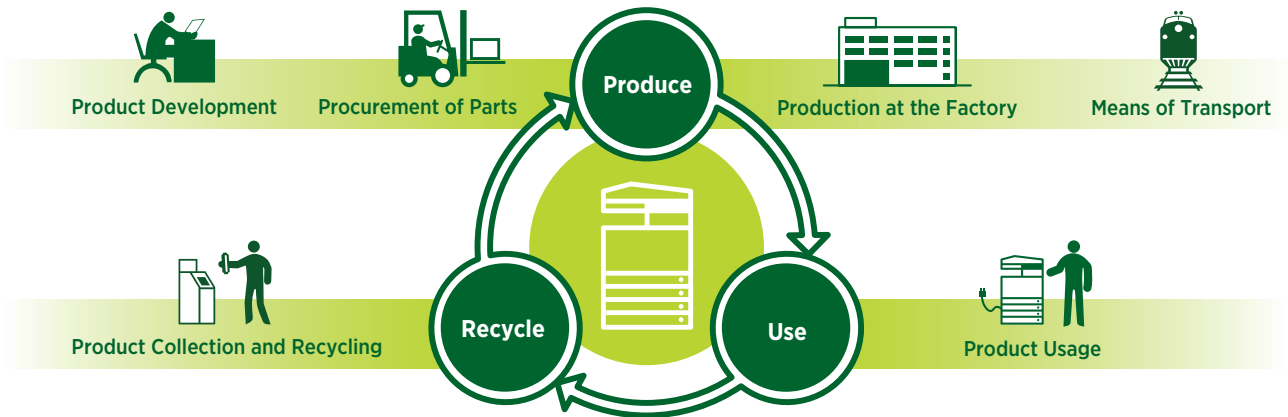 Produce
Product Development
Procurement of Parts
Production at the Factory
Means of Transport
Recycle
Use
Product Collection and Recycling
Product Usage